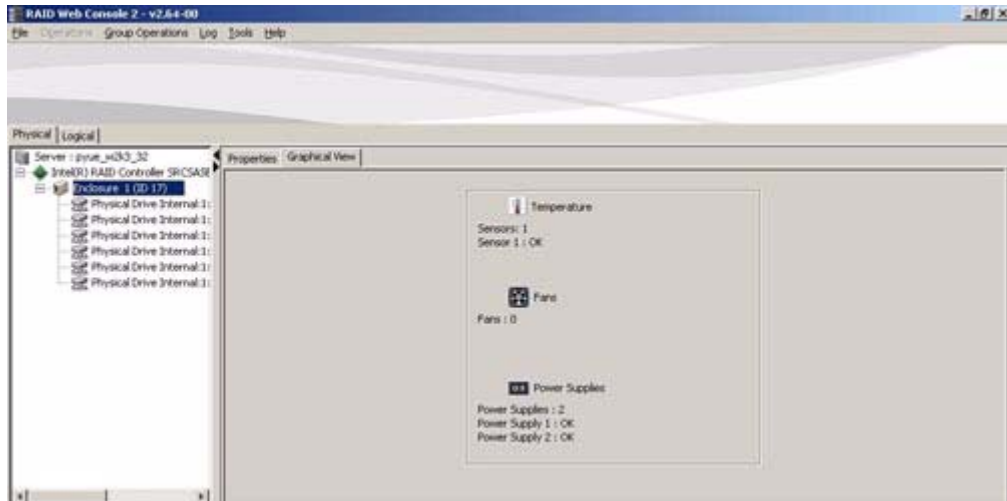 RAID Web Console 2 - v2.64-00
File Operations Group Operations Log Tools Help
Physical Logical
Server : pyue_w2k3_32
Intel(R) RAID Controller SRCSASB
Enclosure 1 (ID 17)
Physical Drive Internal:1:
Physical Drive Internal:1:
Physical Drive Internal:1:
Physical Drive Internal:1:
Physical Drive Internal:1:
Physical Drive Internal:1:
Properties Graphical View
Temperature
Sensors: 1
Sensor 1 : OK
Fans
Fans : 0
Power Supplies
Power Supplies : 2
Power Supply 1 : OK
Power Supply 2 : OK